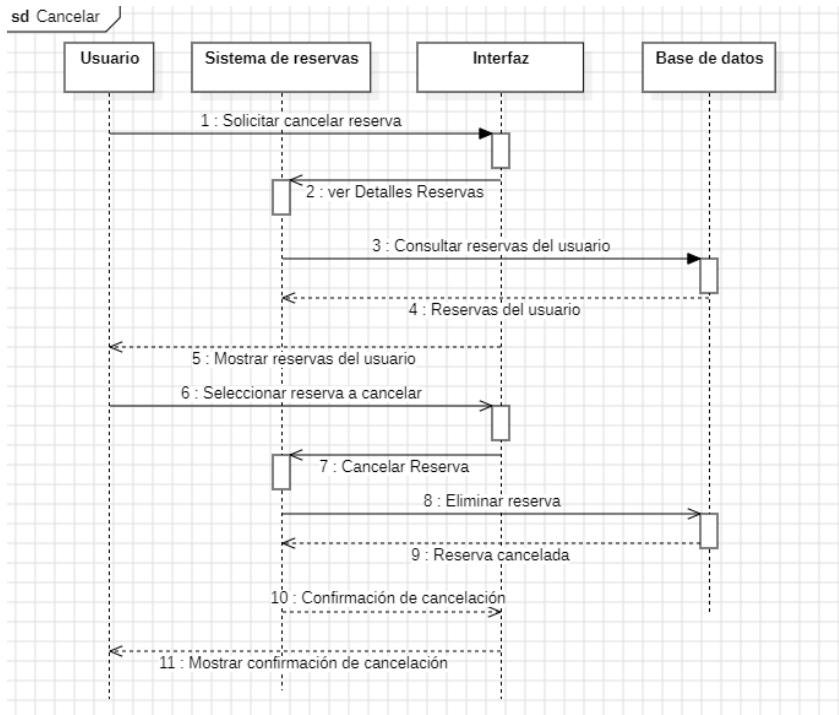 sd Cancelar
Usuario
Sistema de reservas
Interfaz
Base de datos
1 : Solicitar cancelar reserva
2 : ver Detalles Reservas
3 : Consultar reservas del usuario
4 : Reservas del usuario
5 : Mostrar reservas del usuario
6 : Seleccionar reserva a cancelar
7 : Cancelar Reserva
8 : Eliminar reserva
9 : Reserva cancelada
10 : Confirmación de cancelación
11 : Mostrar confirmación de cancelación